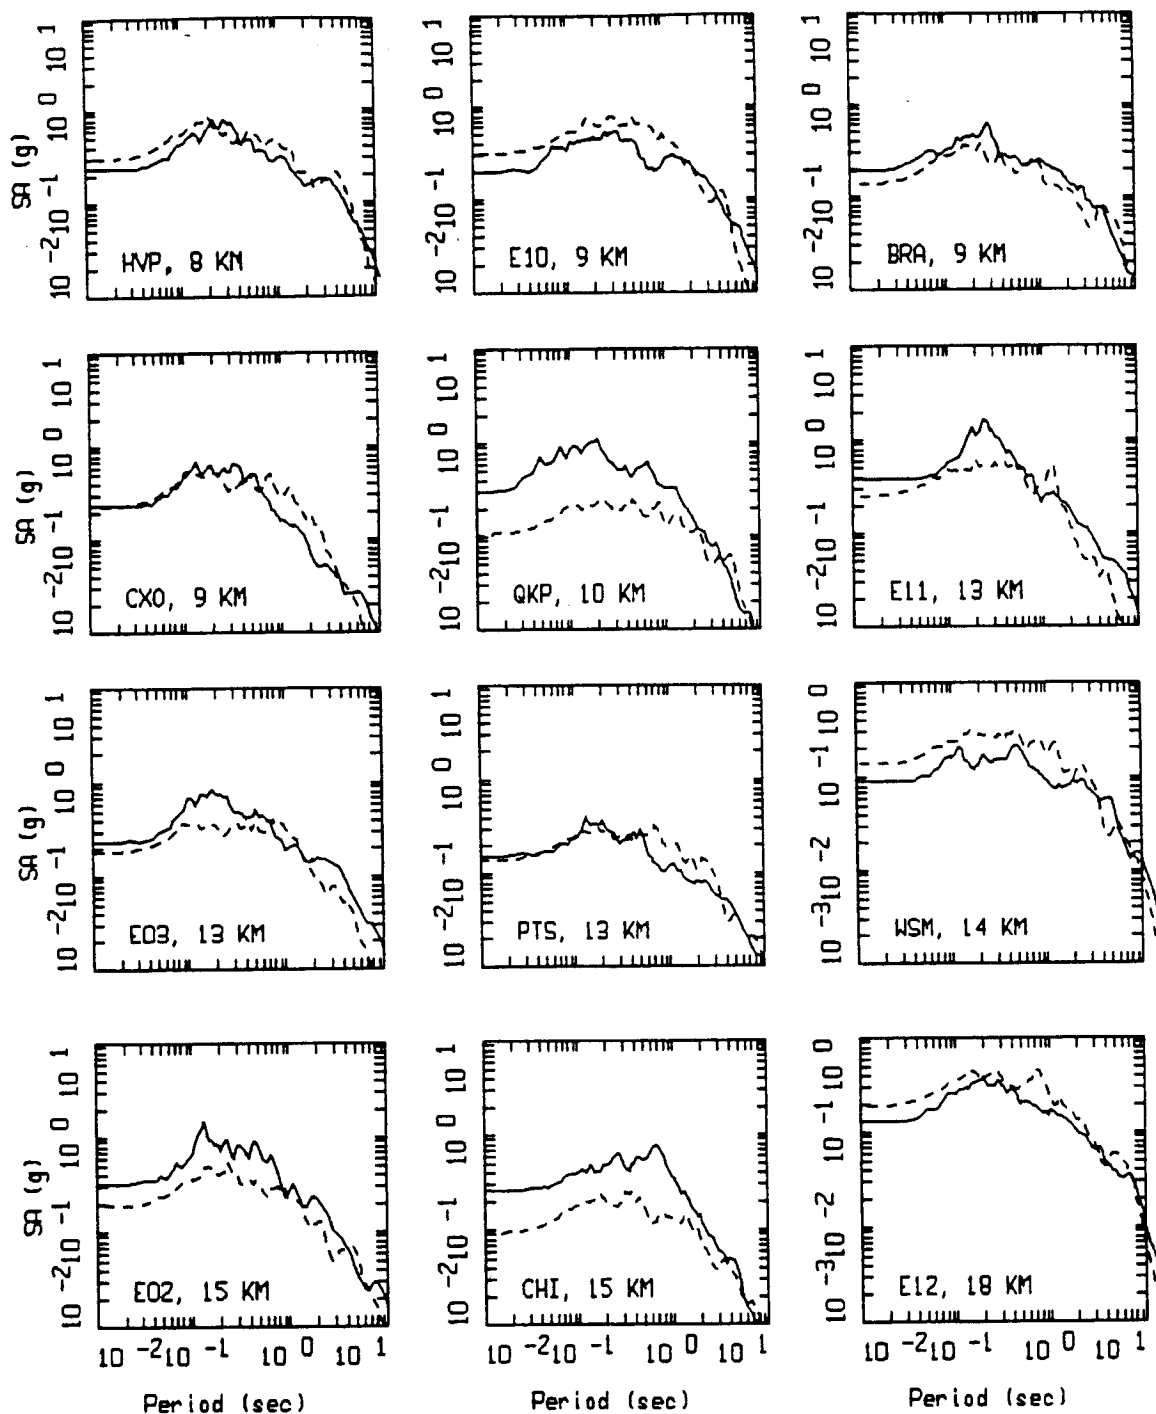 SA (g)
10^1
10^0
10^-1
10^-2
HVP, 8 KM
10^1
10^0
10^-1
10^-2
E10, 9 KM
10^1
10^0
10^-1
10^-2
BRA, 9 KM
SA (g)
10^1
10^0
10^-1
10^-2
CXO, 9 KM
10^1
10^0
10^-1
10^-2
QKP, 10 KM
10^1
10^0
10^-1
10^-2
E11, 13 KM
SA (g)
10^1
10^0
10^-1
10^-2
E03, 13 KM
10^1
10^0
10^-1
10^-2
PTS, 13 KM
10^0
10^-1
10^-2
10^-3
WSM, 14 KM
SA (g)
10^1
10^0
10^-1
10^-2
E02, 15 KM
10^1
10^0
10^-1
10^-2
CHI, 15 KM
10^0
10^-1
10^-2
10^-3
E12, 18 KM
10^-2 10^-1 10^0 10^1
10^-2 10^-1 10^0 10^1
10^-2 10^-1 10^0 10^1
Period (sec)
Period (sec)
Period (sec)